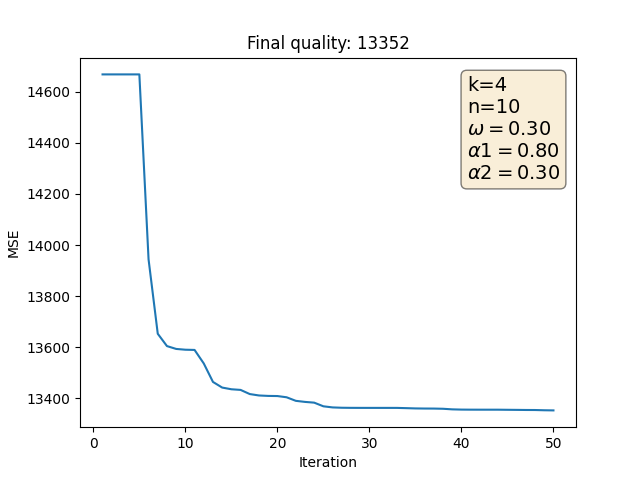 Final quality: 13352
k=4
n=10
ω = 0.30
α1 = 0.80
α2 = 0.30
MSE
14600
14400
14200
14000
13800
13600
13400
0 10 20 30 40 50
Iteration